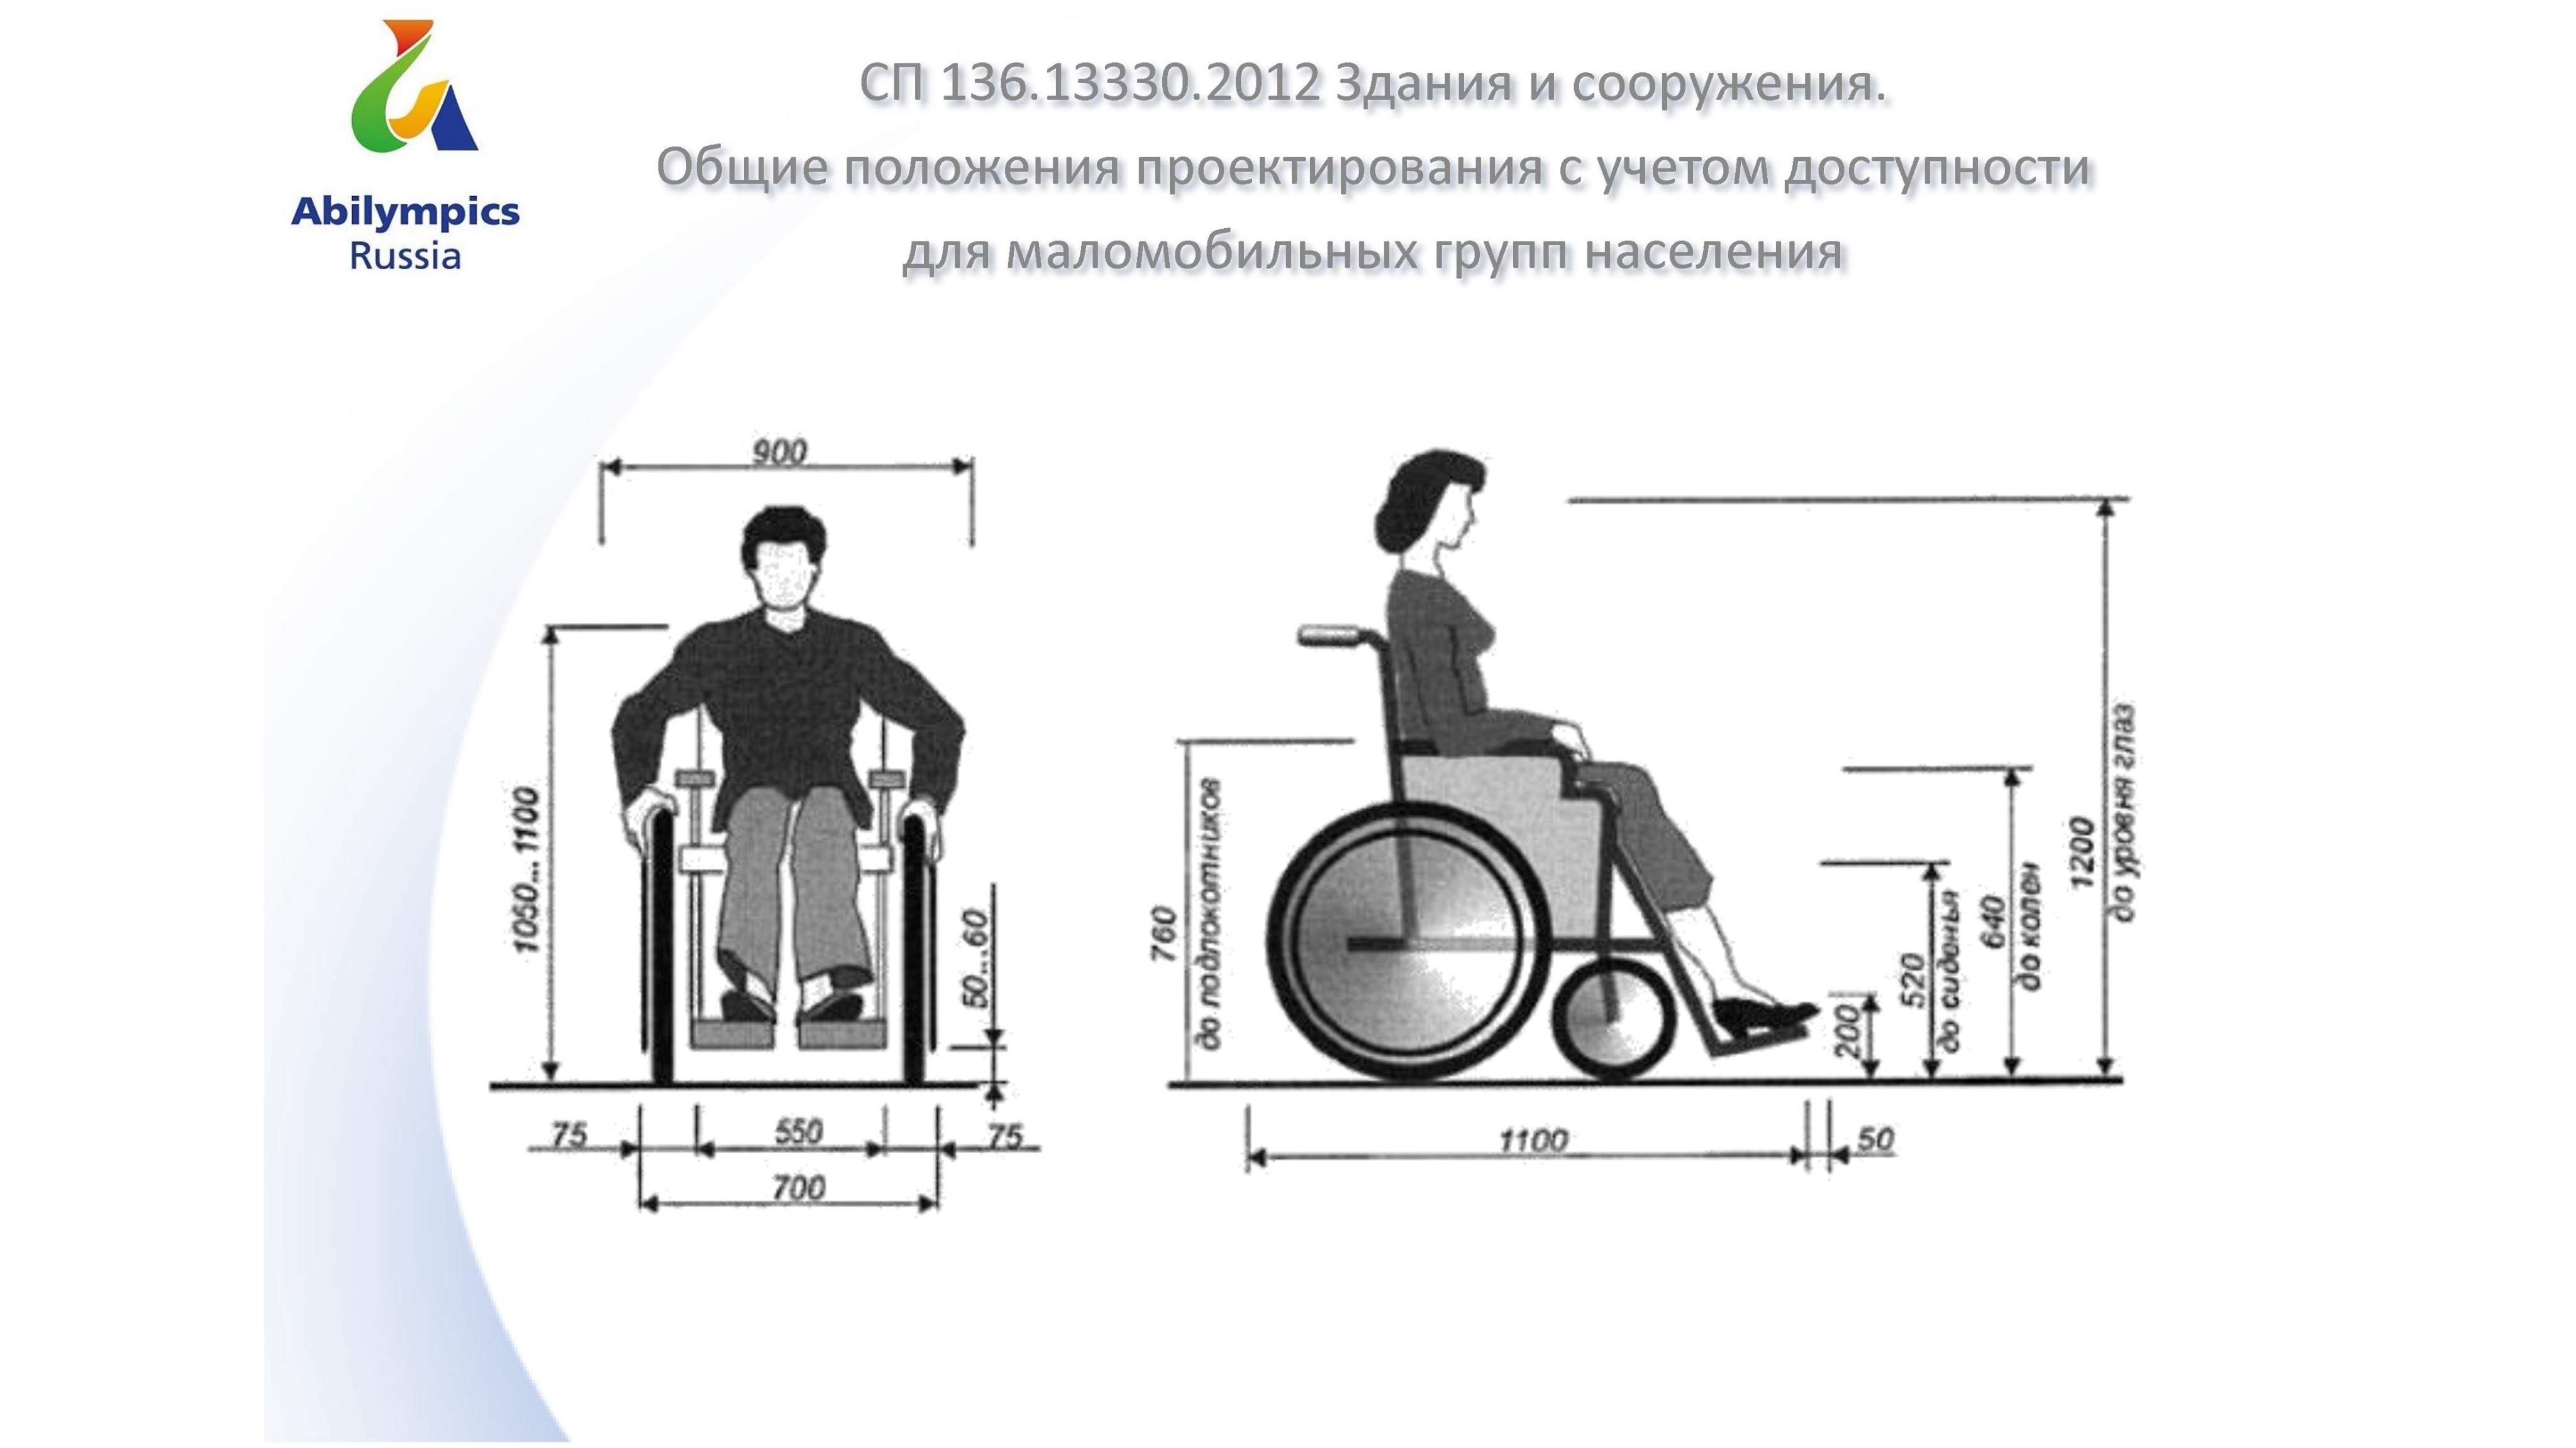 Abilympics
Russia
СП 136.13330.2012 Здания и сооружения.
Общие положения проектирования с учетом доступности
для маломобильных групп населения
900
1050...1100
50...60
75
550
75
700
760
до подлокотников
200
520
до сиденья
640
до колен
1200
до уровня глаз
1100
50